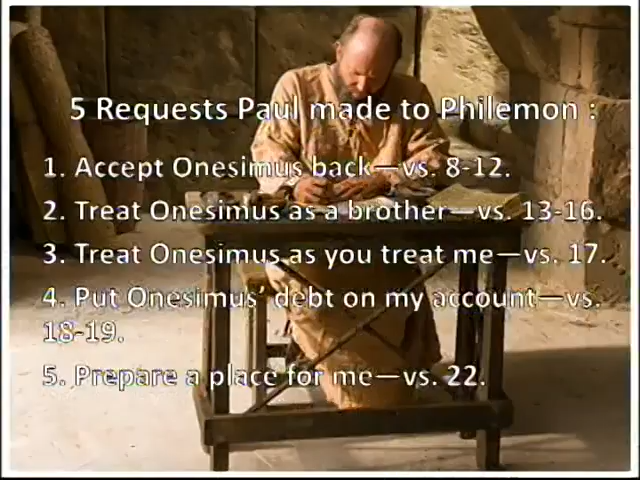 5 Requests Paul made to Philemon :
1. Accept Onesimus back—vs. 8-12.
2. Treat Onesimus as a brother—vs. 13-16.
3. Treat Onesimus as you treat me—vs. 17.
4. Put Onesimus' debt on my account—vs.
18-19.
5. Prepare a place for me—vs. 22.